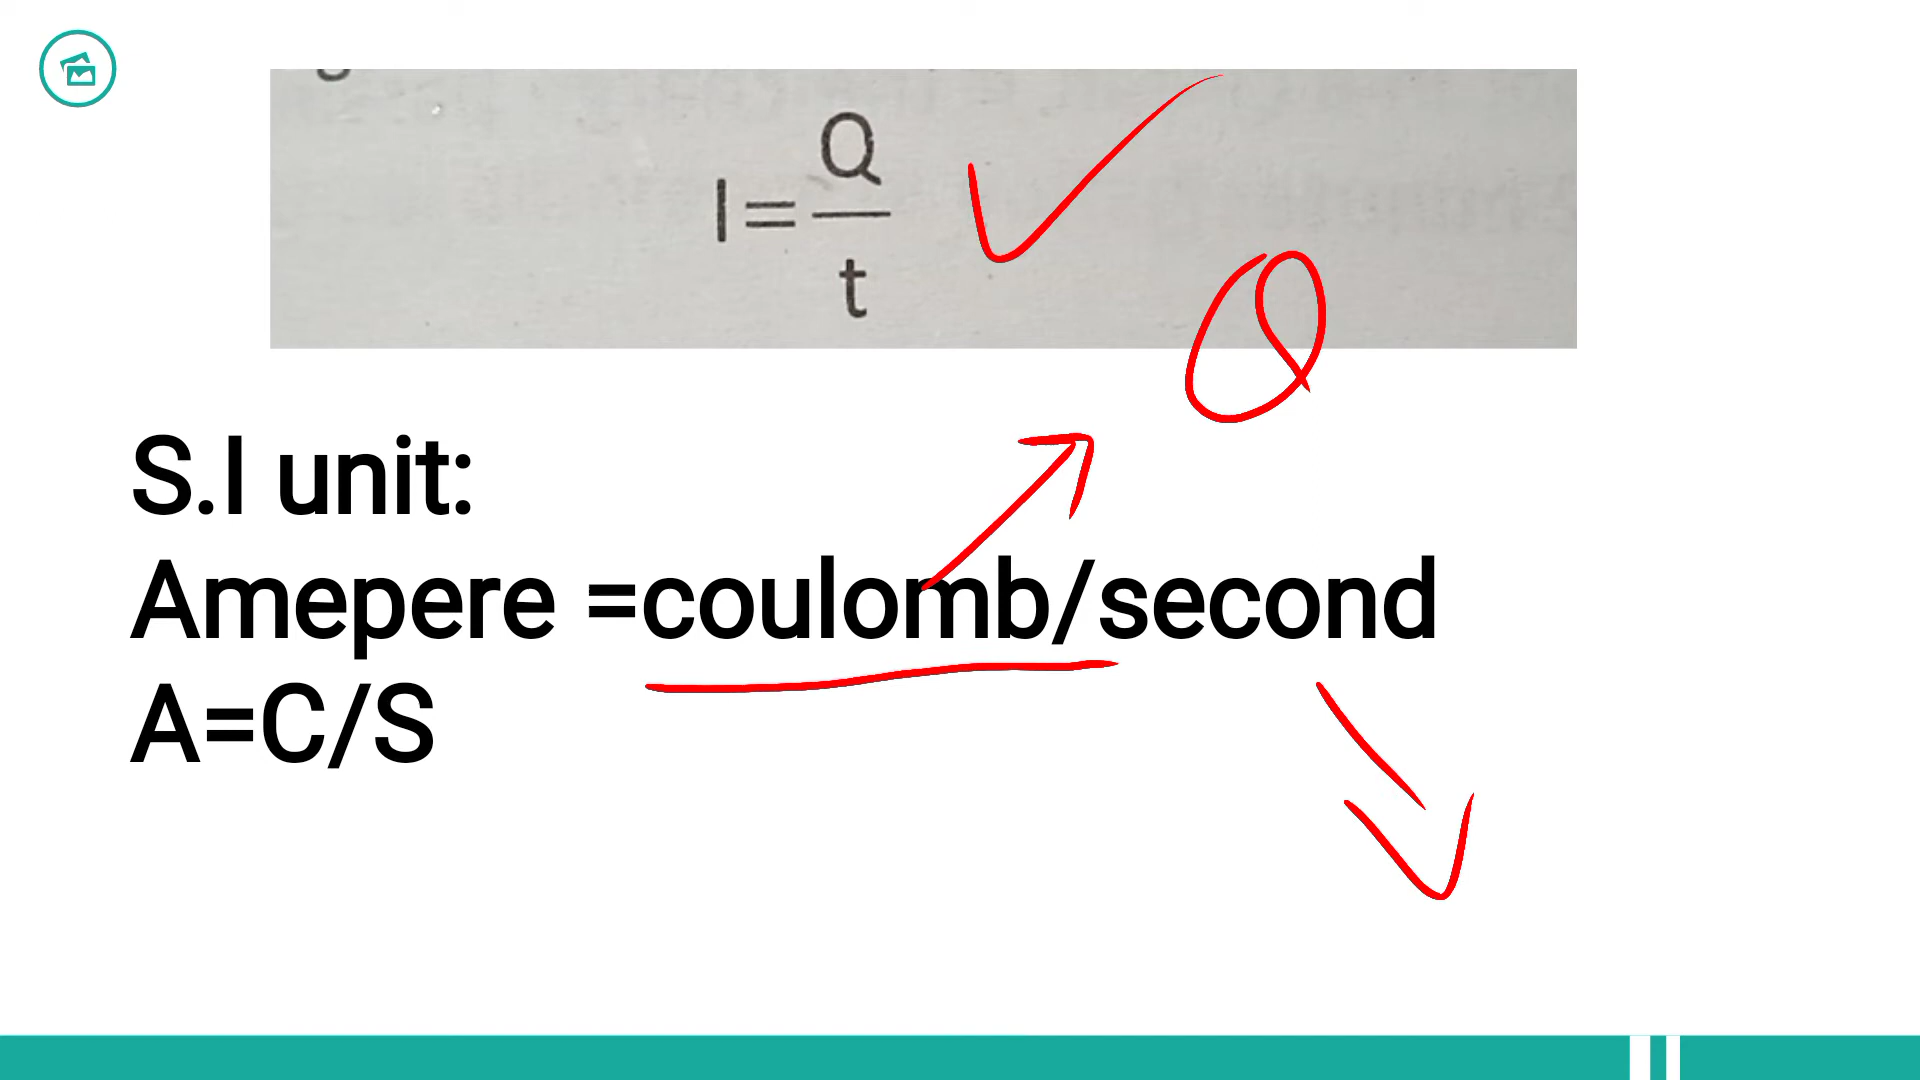 I = Q/t
Q
S.I unit:
Amepere =coulomb/second
A=C/S